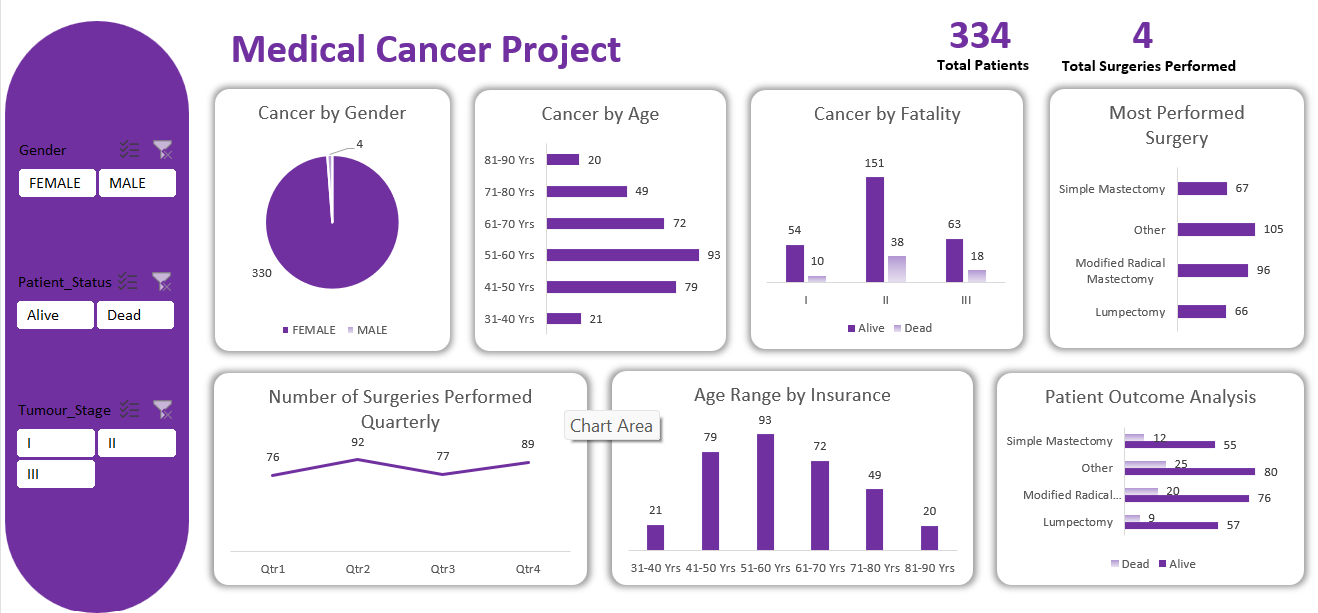 Medical Cancer Project
334
Total Patients
4
Total Surgeries Performed
Gender
FEMALE
MALE
Patient_Status
Alive
Dead
Tumour_Stage
I
II
III
Cancer by Gender
4
330
FEMALE
MALE
Cancer by Age
81-90 Yrs
20
71-80 Yrs
49
61-70 Yrs
72
51-60 Yrs
93
41-50 Yrs
79
31-40 Yrs
21
Cancer by Fatality
54
10
151
38
63
18
I
II
III
Alive
Dead
Most Performed
Surgery
Simple Mastectomy
67
Other
105
Modified Radical
Mastectomy
96
Lumpectomy
66
Number of Surgeries Performed
Quarterly
76
92
77
89
Qtr1
Qtr2
Qtr3
Qtr4
Chart Area
Age Range by Insurance
21
79
93
72
49
20
31-40 Yrs
41-50 Yrs
51-60 Yrs
61-70 Yrs
71-80 Yrs
81-90 Yrs
Patient Outcome Analysis
Simple Mastectomy
12
55
Other
25
80
Modified Radical...
20
76
Lumpectomy
9
57
Dead
Alive